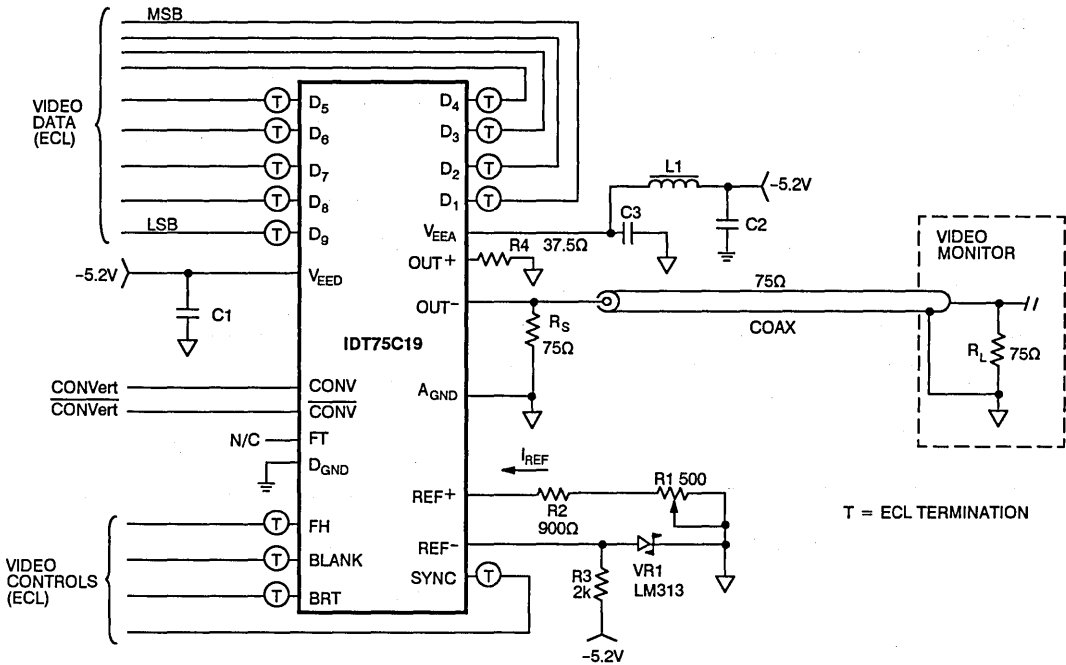 MSB
VIDEO
DATA
(ECL)
LSB
T D5
T D6
T D7
T D8
T D9
D4 T
D3 T
D2 T
D1 T
VEEA
OUT+
OUT−
AGND
REF+
REF−
SYNC T
−5.2V
VEED
C1
IDT75C19
CONVert CONV
CONVert CONV
N/C FT
DGND
VIDEO
CONTROLS
(ECL)
T FH
T BLANK
T BRT
L1
−5.2V
C3
C2
R4 37.5Ω
RS
75Ω
75Ω
COAX
VIDEO
MONITOR
RL 75Ω
IREF
R2
900Ω
R1 500
R3
2k
VR1
LM313
−5.2V
T = ECL TERMINATION